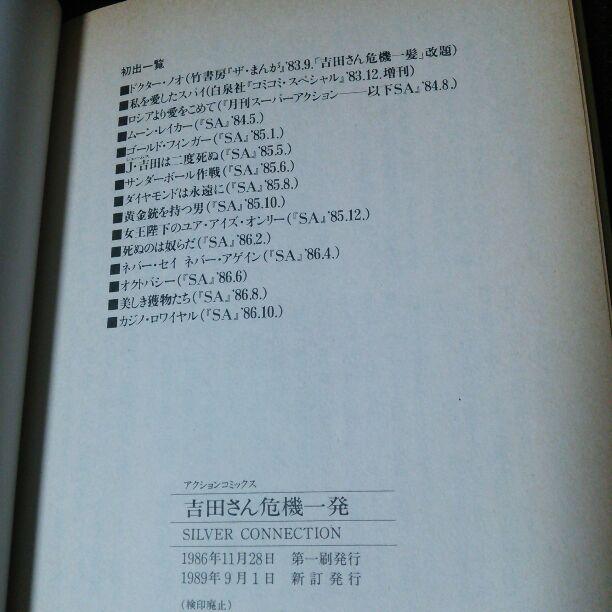 初出一覧
■ドクター・ノオ(竹書房『ザ・まんが』'83.9.「吉田さん危機一髪」改題)
■私を愛したスパイ(白泉社『コミコミ・スペシャル』'83.12.増刊)
■ロシアより愛をこめて(『月刊スーパーアクション――以下SA』'84.8.)
■ムーン・レイカー(『SA』'84.5.)
■ゴールド・フィンガー(『SA』'85.1.)
■J・吉田は二度死ぬ(『SA』'85.5.)
■サンダーボール作戦(『SA』'85.6.)
■ダイヤモンドは永遠に(『SA』'85.8.)
■黄金銃を持つ男(『SA』'85.10.)
■女王陛下のユア・アイズ・オンリー(『SA』'85.12.)
■死ぬのは奴らだ(『SA』'86.2.)
■ネバー・セイ ネバー・アゲイン(『SA』'86.4.)
■オクトパシー(『SA』'86.6)
■美しき獲物たち(『SA』'86.8.)
■カジノ・ロワイヤル(『SA』'86.10.)
アクションコミックス
吉田さん危機一発
SILVER CONNECTION
1986年11月28日 第一刷発行
1989年9月1日 新訂発行
(検印廃止)